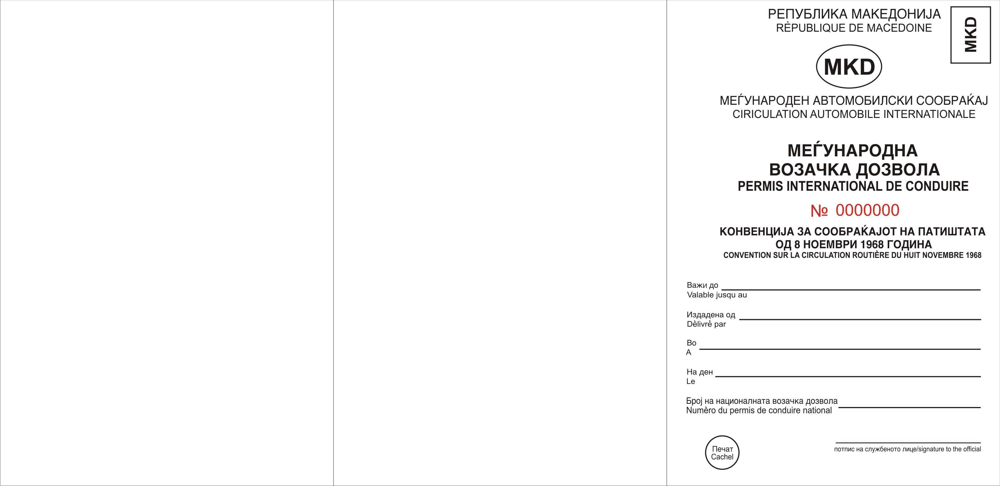 РЕПУБЛИКА МАКЕДОНИЈА
RÈPUBLIQUE DE MACEDOINE
MKD
MKD
МЕЃУНАРОДЕН АВТОМОБИЛСКИ СООБРАЌАЈ
CIRICULATION AUTOMOBILE INTERNATIONALE
МЕЃУНАРОДНА
ВОЗАЧКА ДОЗВОЛА
PERMIS INTERNATIONAL DE CONDUIRE
№ 0000000
КОНВЕНЦИЈА ЗА СООБРАЌАЈОТ НА ПАТИШТАТА
ОД 8 НОЕМВРИ 1968 ГОДИНА
CONVENTION SUR LA CIRCULATION ROUTIÈRE DU HUIT NOVEMBRE 1968
Важи до
Valable jusqu au
Издадена од
Dèlivrè par
Во
A
На ден
Le
Број на националната возачка дозвола
Numèro du permis de conduire national
Печат
Cachel
потпис на службеното лице/signature to the official